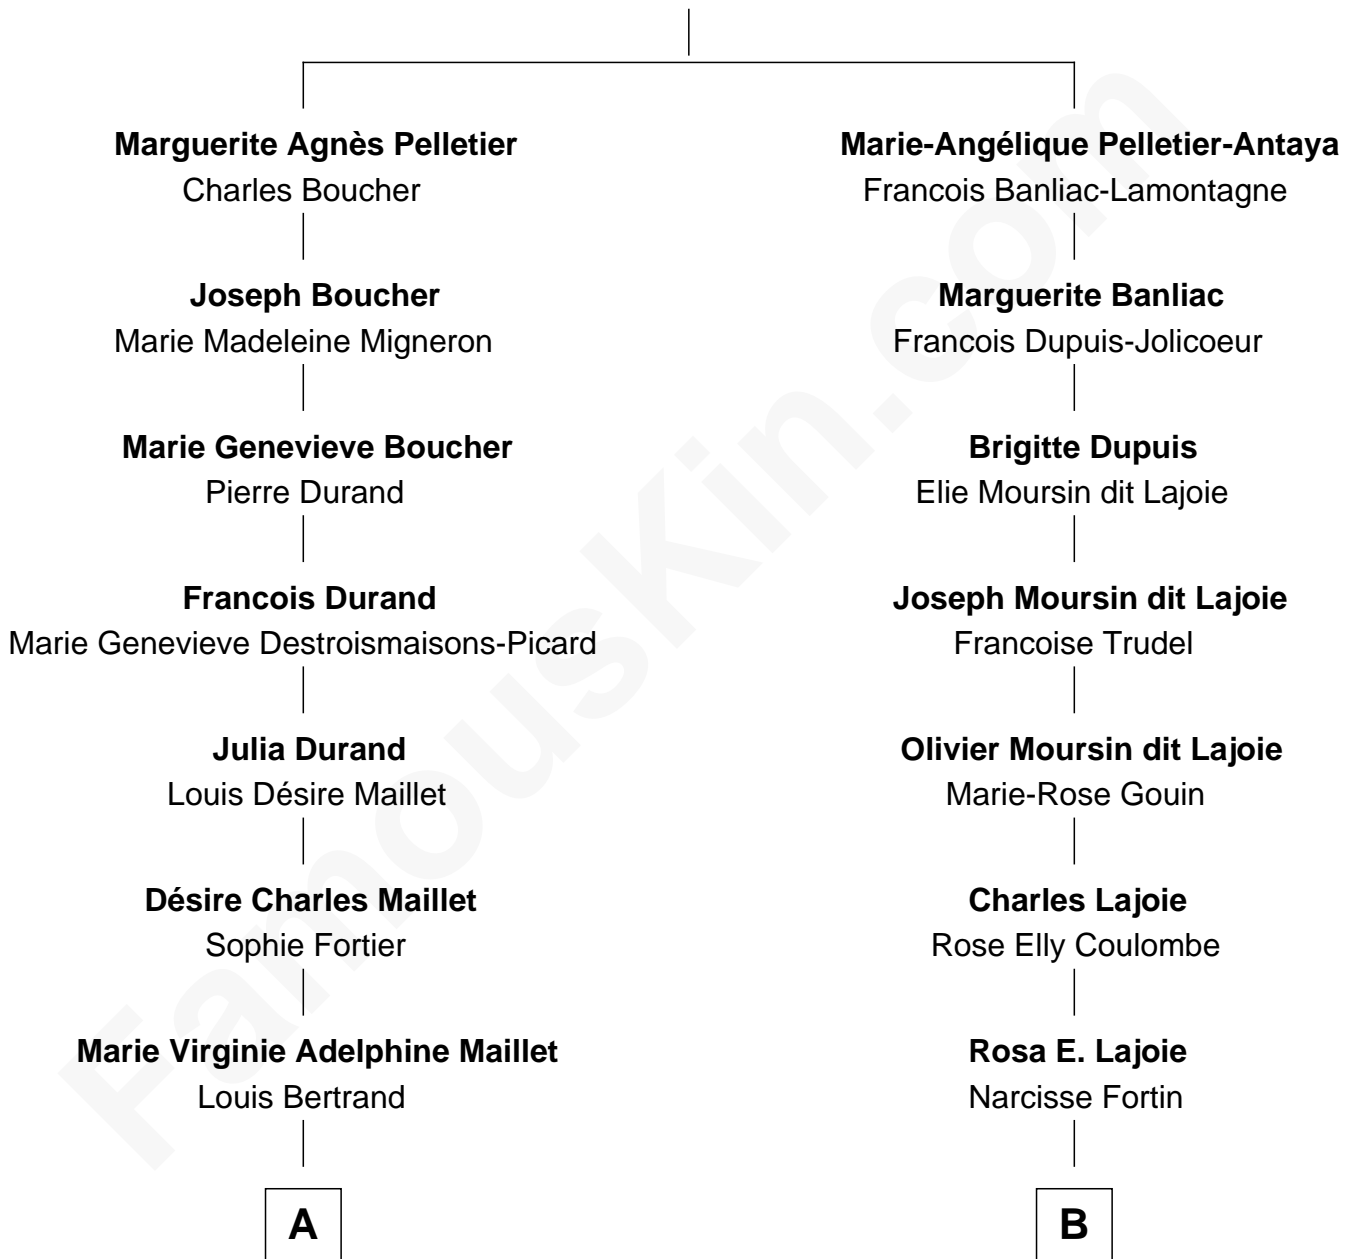 Marguerite Agnès Pelletier
Charles Boucher
Joseph Boucher
Marie Madeleine Migneron
Marie Genevieve Boucher
Pierre Durand
Francois Durand
Marie Genevieve Destroismaisons-Picard
Julia Durand
Louis Désire Maillet
Désire Charles Maillet
Sophie Fortier
Marie Virginie Adelphine Maillet
Louis Bertrand
A
Marie-Angélique Pelletier-Antaya
Francois Banliac-Lamontagne
Marguerite Banliac
Francois Dupuis-Jolicoeur
Brigitte Dupuis
Elie Moursin dit Lajoie
Joseph Moursin dit Lajoie
Francoise Trudel
Olivier Moursin dit Lajoie
Marie-Rose Gouin
Charles Lajoie
Rose Elly Coulombe
Rosa E. Lajoie
Narcisse Fortin
B
FamousKin.com